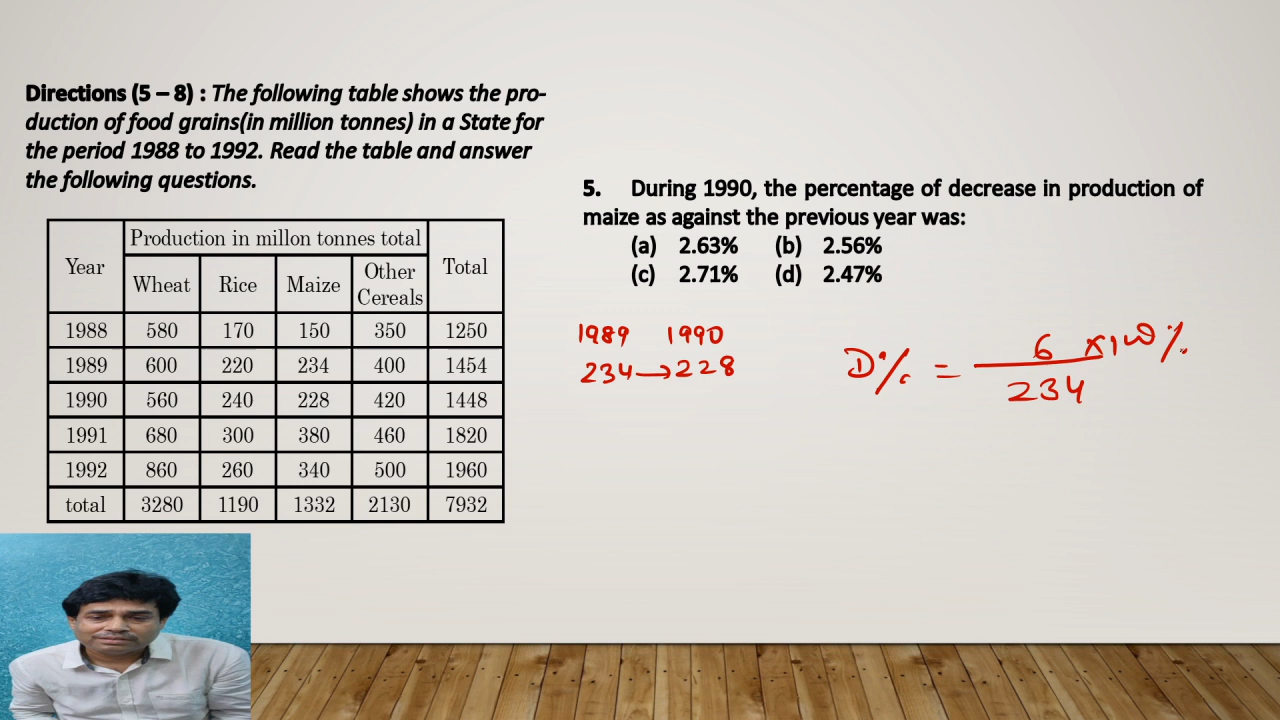 Directions (5 – 8) : The following table shows the pro-
duction of food grains(in million tonnes) in a State for
the period 1988 to 1992. Read the table and answer
the following questions.
Year Production in millon tonnes total Total
Wheat Rice Maize Other Cereals
1988 580 170 150 350 1250
1989 600 220 234 400 1454
1990 560 240 228 420 1448
1991 680 300 380 460 1820
1992 860 260 340 500 1960
total 3280 1190 1332 2130 7932
5. During 1990, the percentage of decrease in production of
maize as against the previous year was:
(a) 2.63% (b) 2.56%
(c) 2.71% (d) 2.47%
1989 1990
234→228
D% = 6 ×100%
234